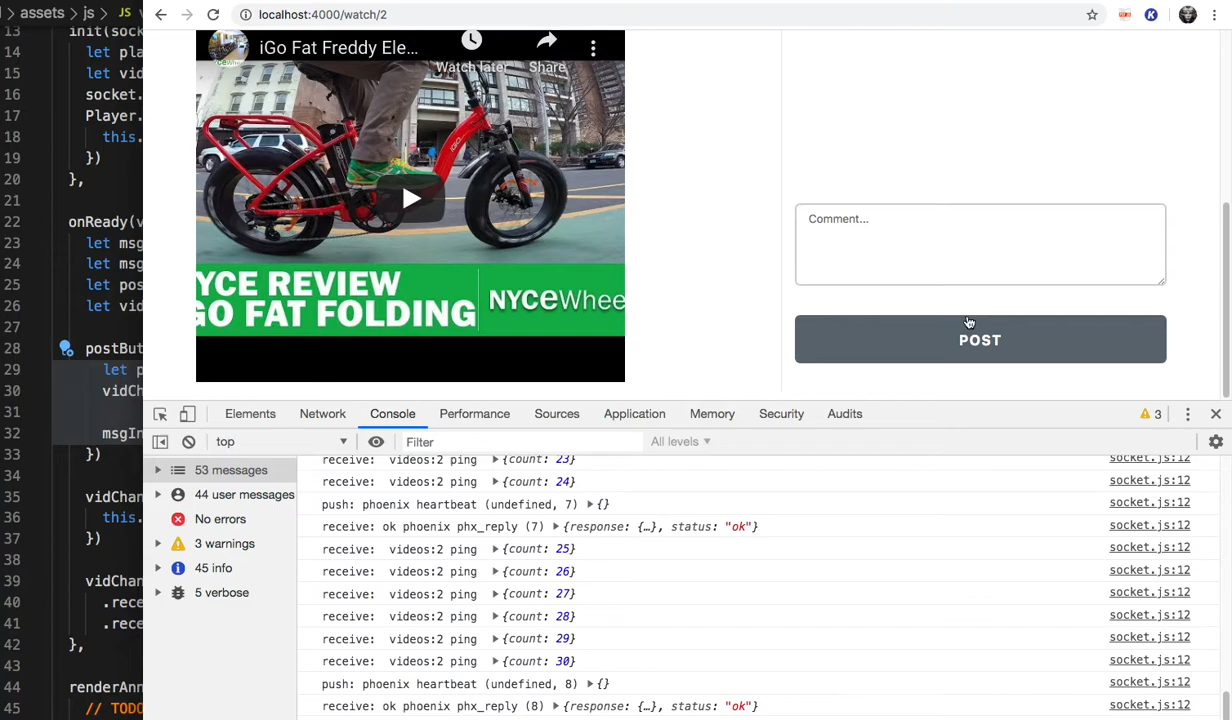 assets › js › JS
localhost:4000/watch/2
13 init(sock
14 let pla
15 let vid
16 socket.
17 Player.
18 this.
19 })
20 },
21
22 onReady(v
23 let msg
24 let msg
25 let pos
26 let vid
27
28 postBut
29 let p
30 vidCh
31
32 msgIn
33 })
34
35 vidChan
36 this.
37 })
38
39 vidChan
40 .rece
41 .rece
42 },
43
44 renderAnn
45 // TODO
iGo Fat Freddy Ele...
Watch later
Share
YCE REVIEW
GO FAT FOLDING
NYCEWhee
Comment...
POST
Elements Network Console Performance Sources Application Memory Security Audits 3
top Filter All levels
53 messages
44 user messages
No errors
3 warnings
45 info
5 verbose
receive: videos:2 ping {count: 23} socket.js:12
receive: videos:2 ping {count: 24} socket.js:12
push: phoenix heartbeat (undefined, 7) {} socket.js:12
receive: ok phoenix phx_reply (7) {response: {…}, status: "ok"} socket.js:12
receive: videos:2 ping {count: 25} socket.js:12
receive: videos:2 ping {count: 26} socket.js:12
receive: videos:2 ping {count: 27} socket.js:12
receive: videos:2 ping {count: 28} socket.js:12
receive: videos:2 ping {count: 29} socket.js:12
receive: videos:2 ping {count: 30} socket.js:12
push: phoenix heartbeat (undefined, 8) {} socket.js:12
receive: ok phoenix phx_reply (8) {response: {…}, status: "ok"} socket.js:12